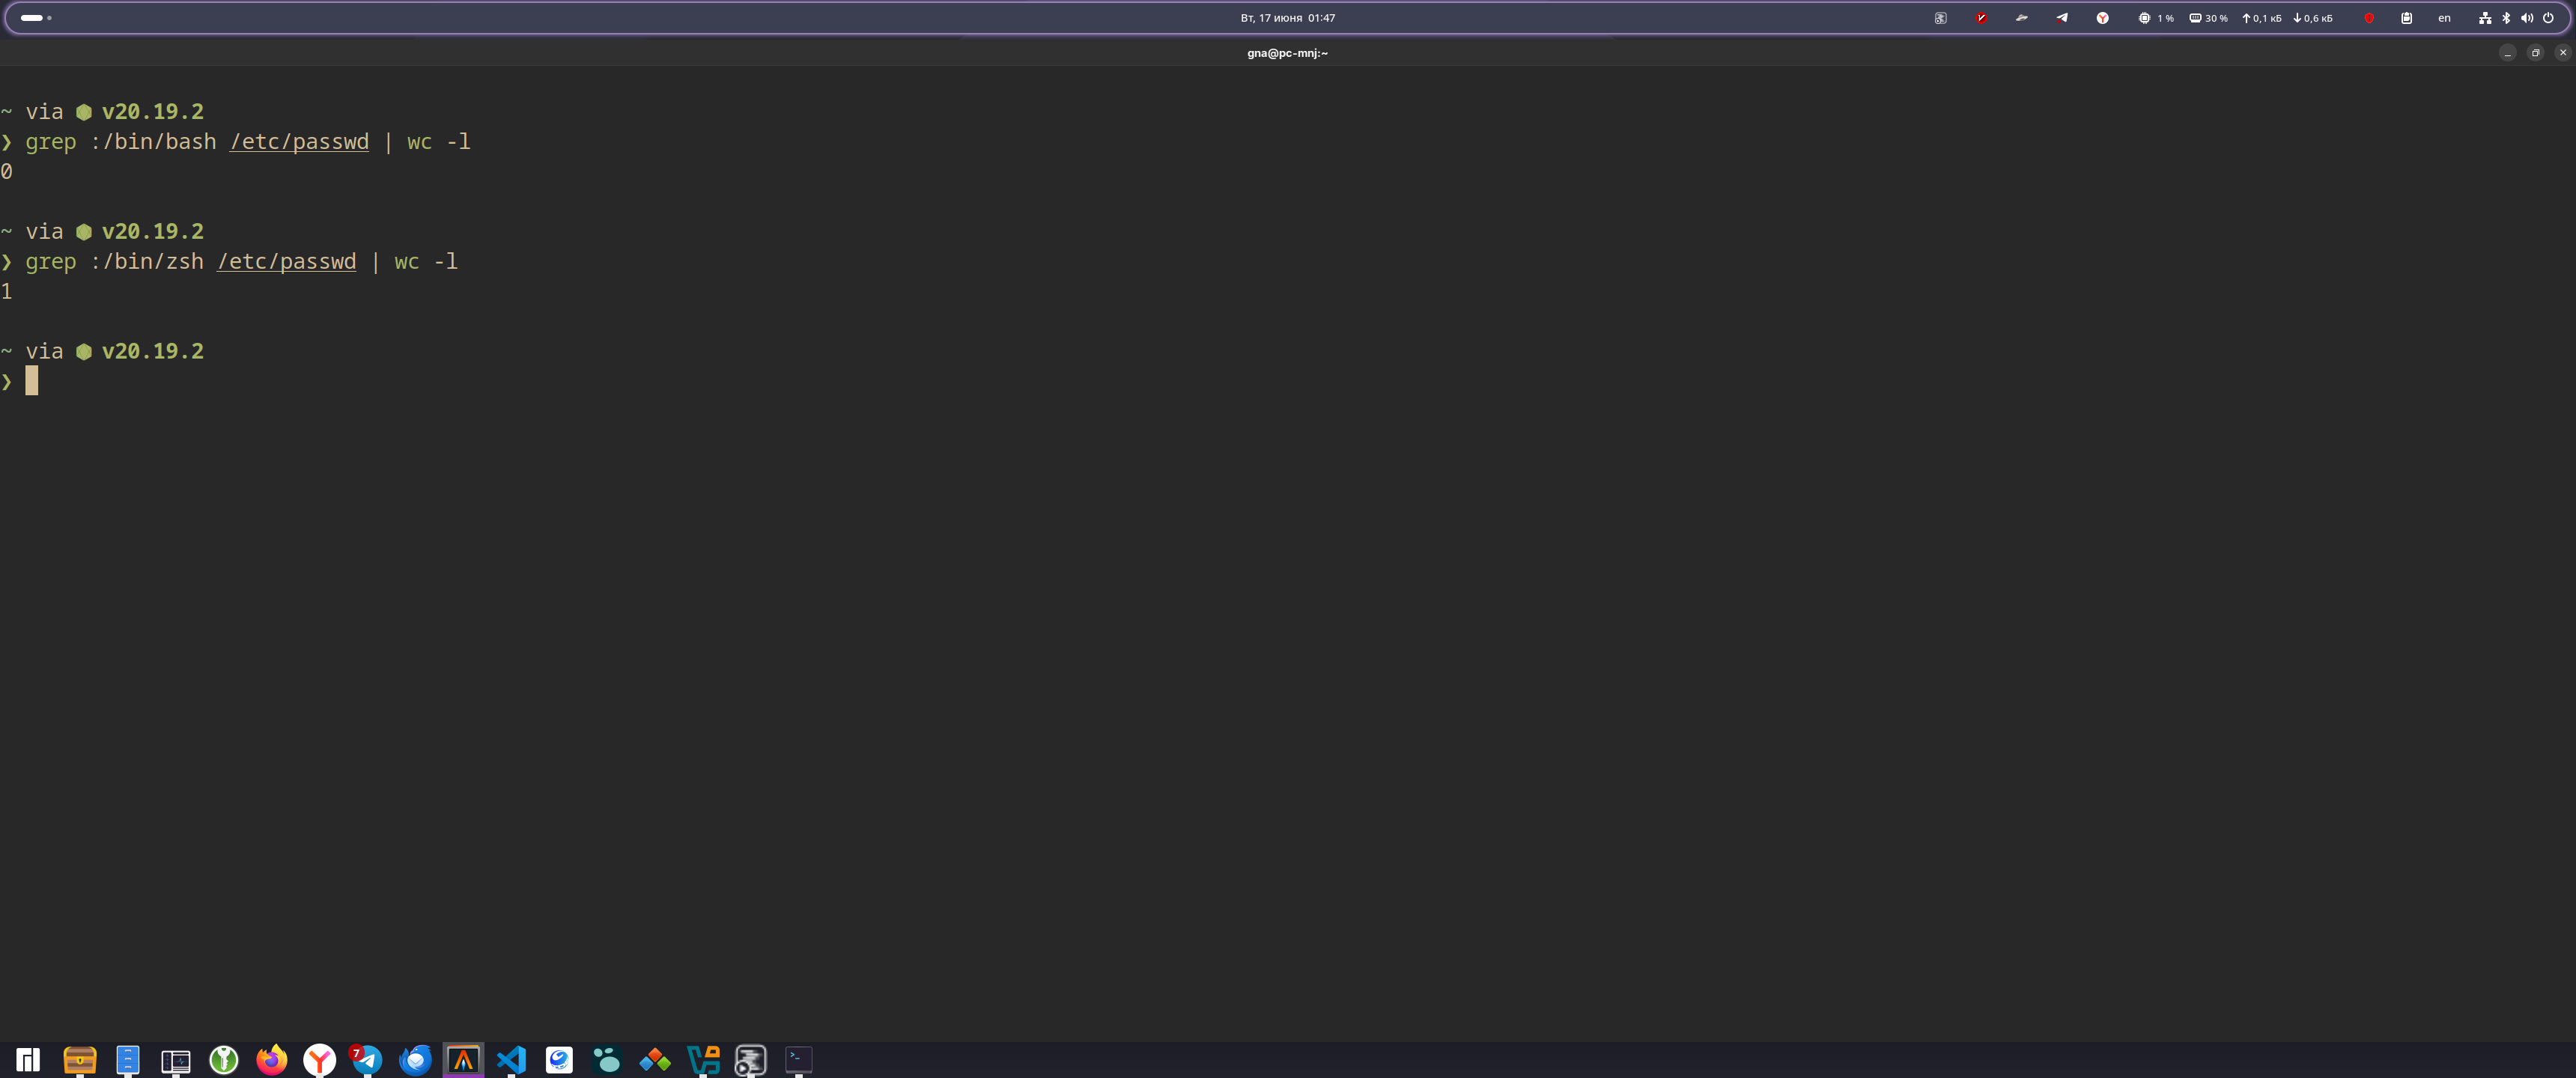 Вт, 17 июня 01:47
1 %
30 %
0,1 кБ
0,6 кБ
en
gna@pc-mnj:~
~ via ⬢ v20.19.2
❯ grep :/bin/bash /etc/passwd | wc -l
0
~ via ⬢ v20.19.2
❯ grep :/bin/zsh /etc/passwd | wc -l
1
~ via ⬢ v20.19.2
❯
7